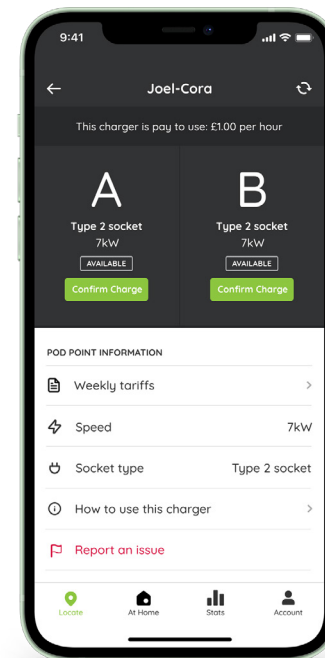 9:41
Joel-Cora
This charger is pay to use: £1.00 per hour
A
Type 2 socket
7kW
AVAILABLE
Confirm Charge
B
Type 2 socket
7kW
AVAILABLE
Confirm Charge
POD POINT INFORMATION
Weekly tariffs
Speed 7kW
Socket type Type 2 socket
How to use this charger
Report an issue
Locate At Home Stats Account